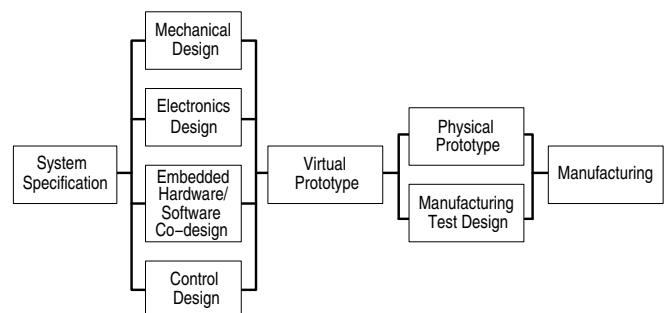 System
Specification
Mechanical
Design
Electronics
Design
Embedded
Hardware/
Software
Co−design
Control
Design
Virtual
Prototype
Physical
Prototype
Manufacturing
Test Design
Manufacturing